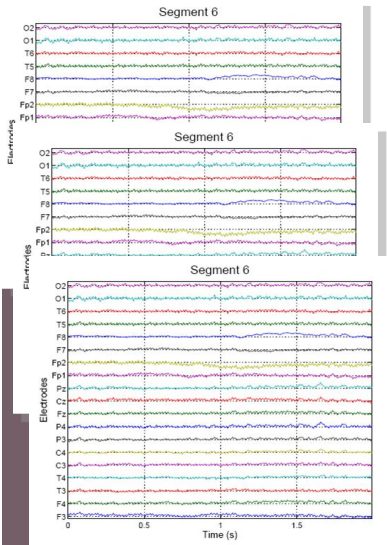 Segment 6
O2
O1
T6
T5
F8
F7
Fp2
Fp1
Electrodes
Segment 6
O2
O1
T6
T5
F8
F7
Fp2
Fp1
Electrodes
Segment 6
O2
O1
T6
T5
F8
F7
Fp2
Fp1
Pz
Cz
Fz
P4
P3
C4
C3
T4
T3
F4
F3
Electrodes
0 0.5 1 1.5
Time (s)